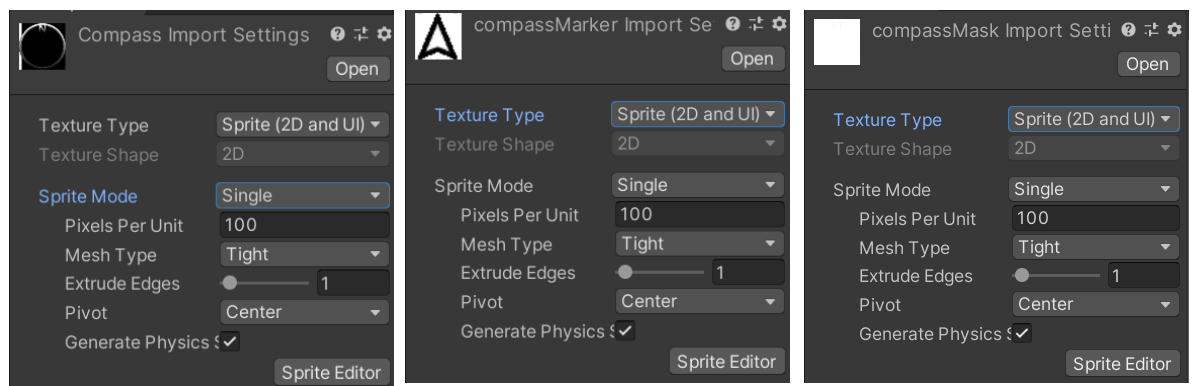 Compass Import Settings
Open
Texture Type Sprite (2D and UI)
Texture Shape 2D
Sprite Mode Single
Pixels Per Unit 100
Mesh Type Tight
Extrude Edges 1
Pivot Center
Generate Physics S
Sprite Editor
compassMarker Import Se
Open
Texture Type Sprite (2D and UI)
Texture Shape 2D
Sprite Mode Single
Pixels Per Unit 100
Mesh Type Tight
Extrude Edges 1
Pivot Center
Generate Physics S
Sprite Editor
compassMask Import Setti
Open
Texture Type Sprite (2D and UI)
Texture Shape 2D
Sprite Mode Single
Pixels Per Unit 100
Mesh Type Tight
Extrude Edges 1
Pivot Center
Generate Physics S
Sprite Editor